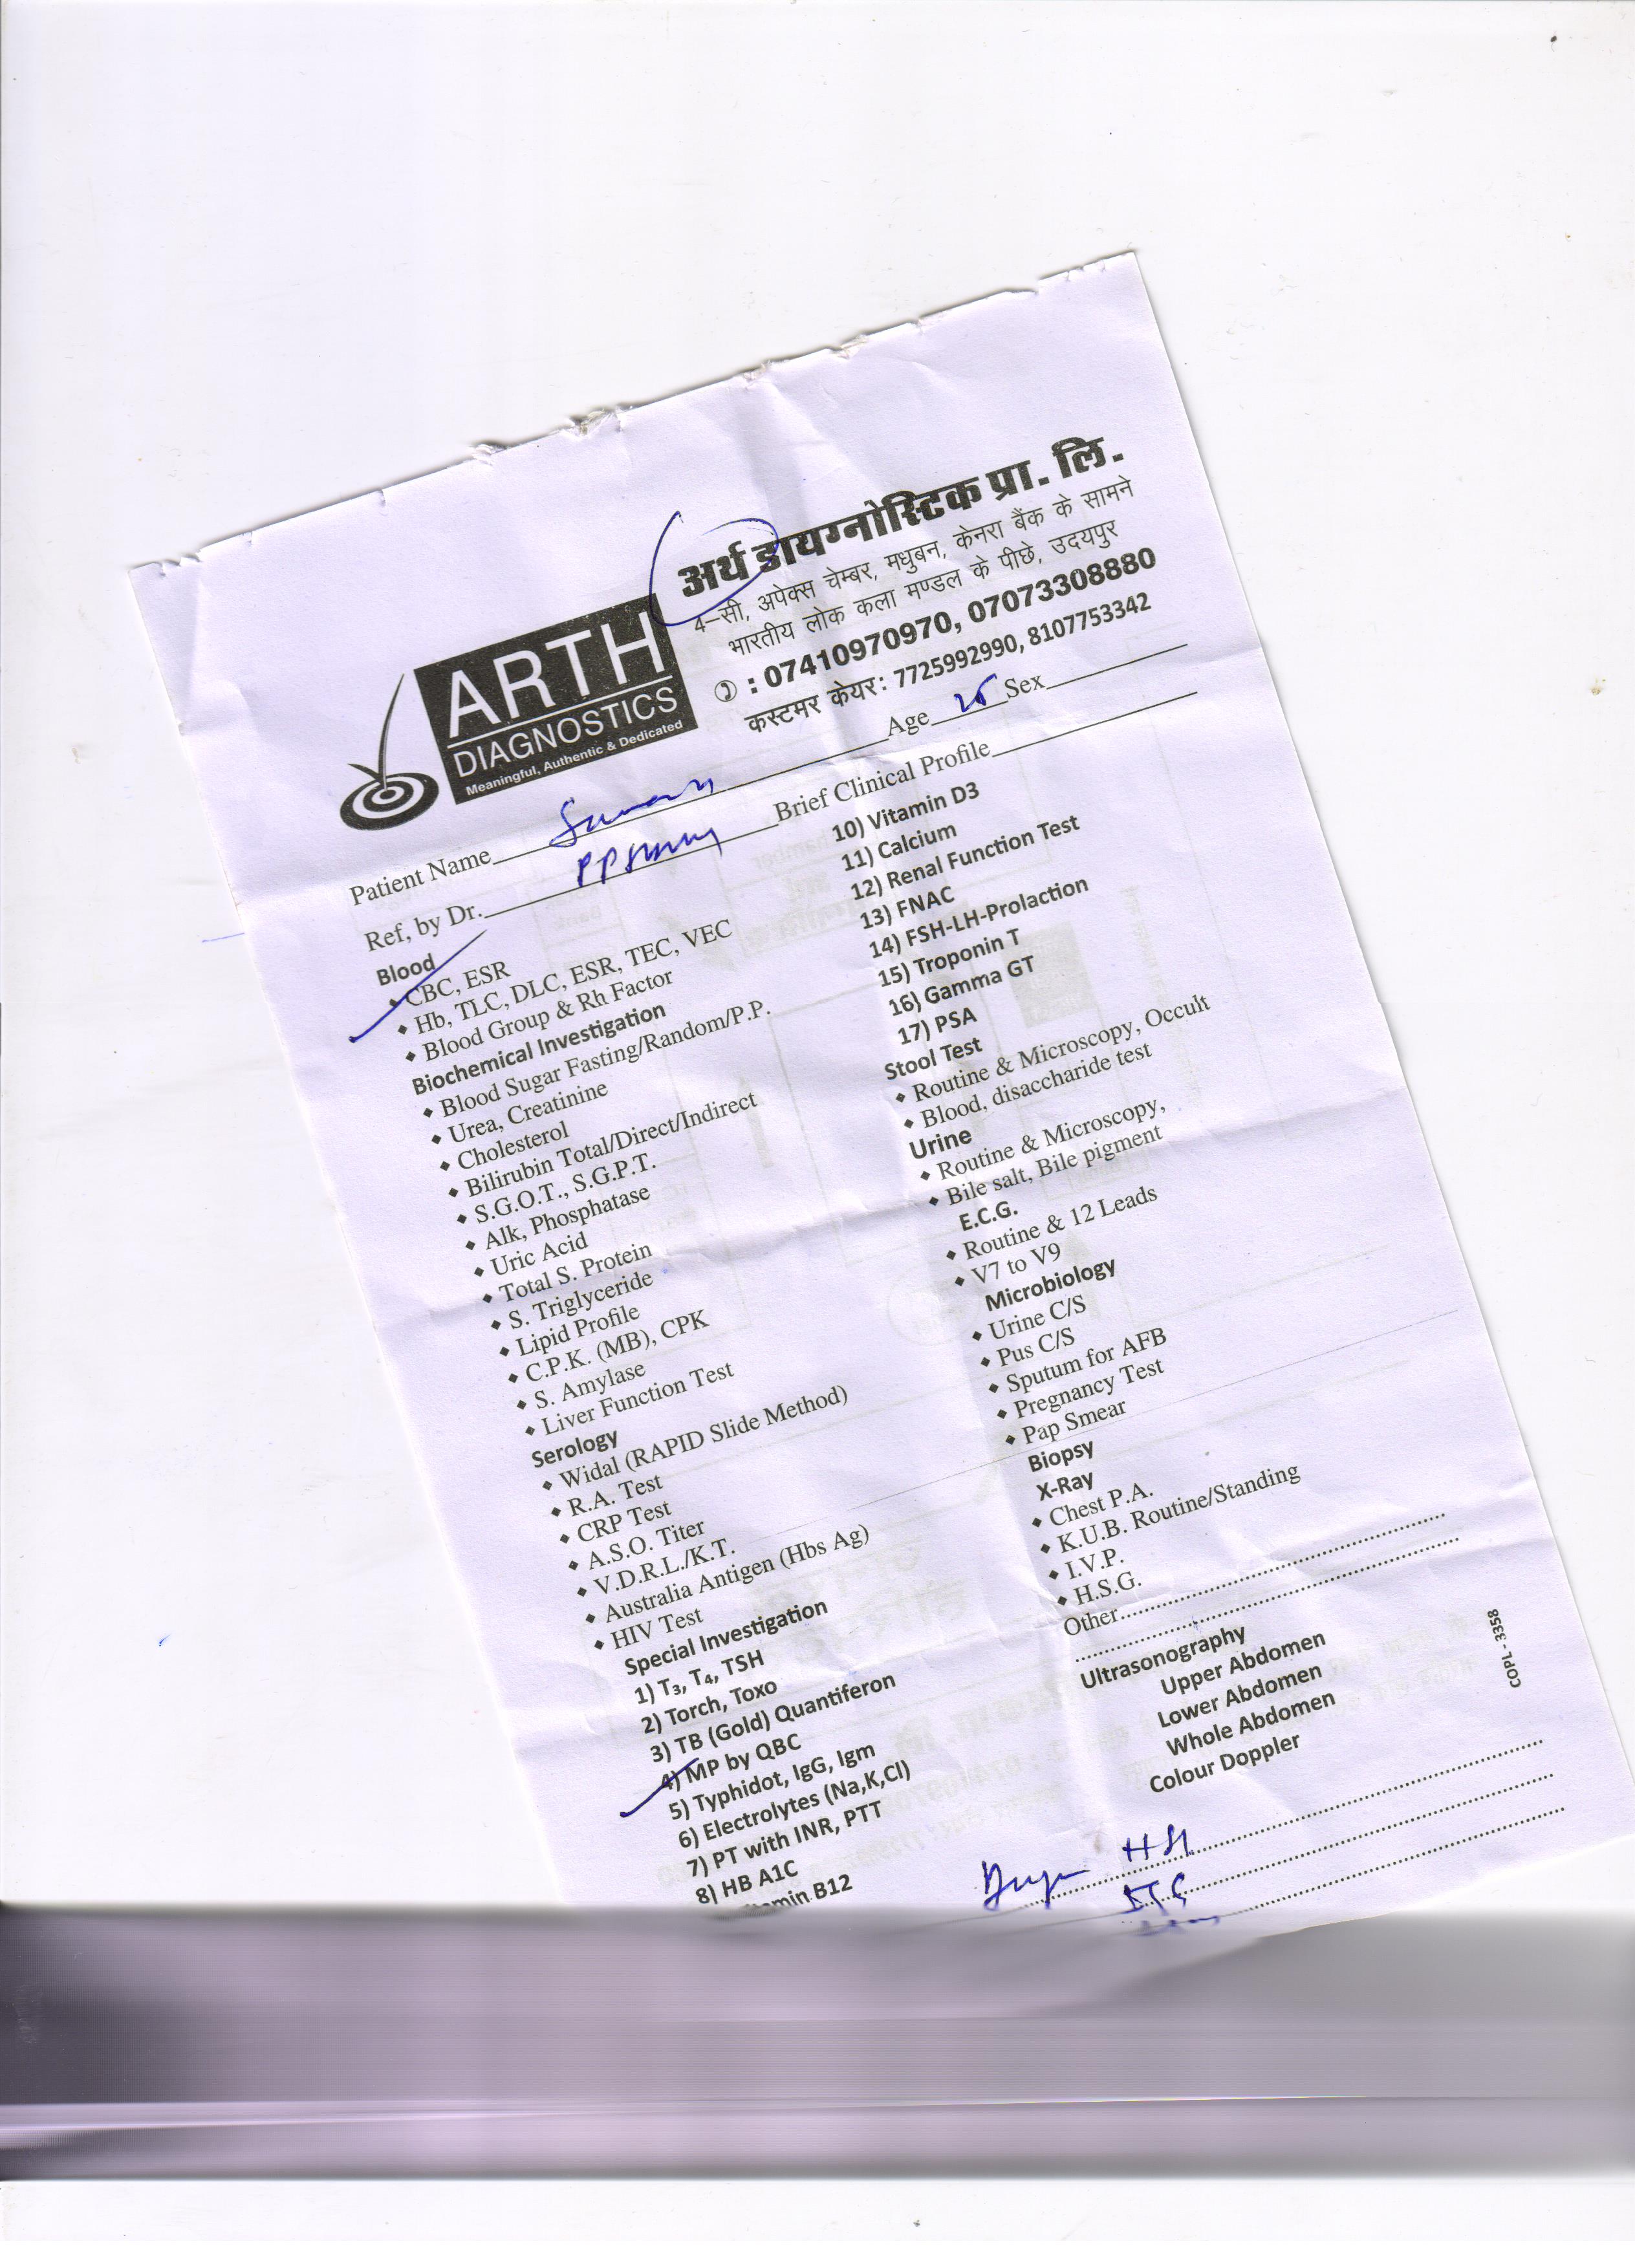 अर्थ डायग्नोस्टिक प्रा. लि.
4–सी, अपेक्स चेम्बर, मधुबन, केनरा बैंक के सामने
भारतीय लोक कला मण्डल के पीछे, उदयपुर
: 07410970970, 07073308880
कस्टमर केयर: 7725992990, 8107753342
ARTH
DIAGNOSTICS
Meaningful, Authentic & Dedicated
Patient Name Age Sex
Ref, by Dr. Brief Clinical Profile
Blood
CBC, ESR
Hb, TLC, DLC, ESR, TEC, VEC
Blood Group & Rh Factor
Biochemical Investigation
Blood Sugar Fasting/Random/P.P.
Urea, Creatinine
Cholesterol
Bilirubin Total/Direct/Indirect
S.G.O.T., S.G.P.T.
Alk, Phosphatase
Uric Acid
Total S. Protein
S. Triglyceride
Lipid Profile
C.P.K. (MB), CPK
S. Amylase
Liver Function Test
Serology
Widal (RAPID Slide Method)
R.A. Test
CRP Test
A.S.O. Titer
V.D.R.L./K.T.
Australia Antigen (Hbs Ag)
HIV Test
Special Investigation
1) T₃, T₄, TSH
2) Torch, Toxo
3) TB (Gold) Quantiferon
4) MP by QBC
5) Typhidot, IgG, Igm
6) Electrolytes (Na,K,Cl)
7) PT with INR, PTT
8) HB A1C
B12
10) Vitamin D3
11) Calcium
12) Renal Function Test
13) FNAC
14) FSH-LH-Prolaction
15) Troponin T
16) Gamma GT
17) PSA
Stool Test
Routine & Microscopy, Occult
Blood, disaccharide test
Urine
Routine & Microscopy,
Bile salt, Bile pigment
E.C.G.
Routine & 12 Leads
V7 to V9
Microbiology
Urine C/S
Pus C/S
Sputum for AFB
Pregnancy Test
Pap Smear
Biopsy
X-Ray
Chest P.A.
K.U.B. Routine/Standing
I.V.P.
H.S.G.
Other
Ultrasonography
Upper Abdomen
Lower Abdomen
Whole Abdomen
Colour Doppler
COPL - 3358